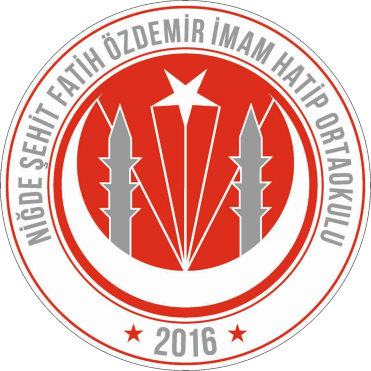 NİĞDE ŞEHİT FATİH ÖZDEMİR İMAM HATİP ORTAOKULU
2016